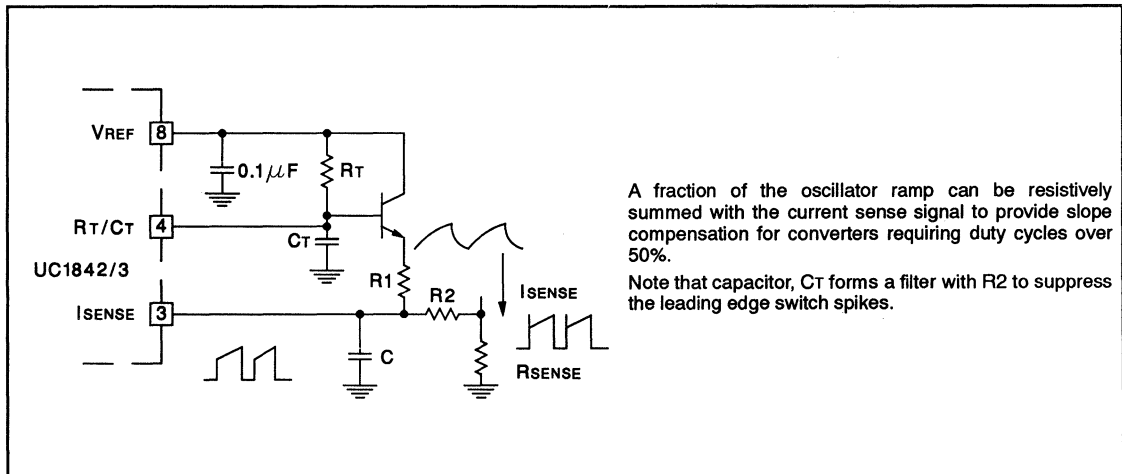 VREF 8
0.1µF
RT
RT/CT 4
CT
UC1842/3
R1
R2
ISENSE
ISENSE 3
C
RSENSE
A fraction of the oscillator ramp can be resistively
summed with the current sense signal to provide slope
compensation for converters requiring duty cycles over
50%.
Note that capacitor, CT forms a filter with R2 to suppress
the leading edge switch spikes.